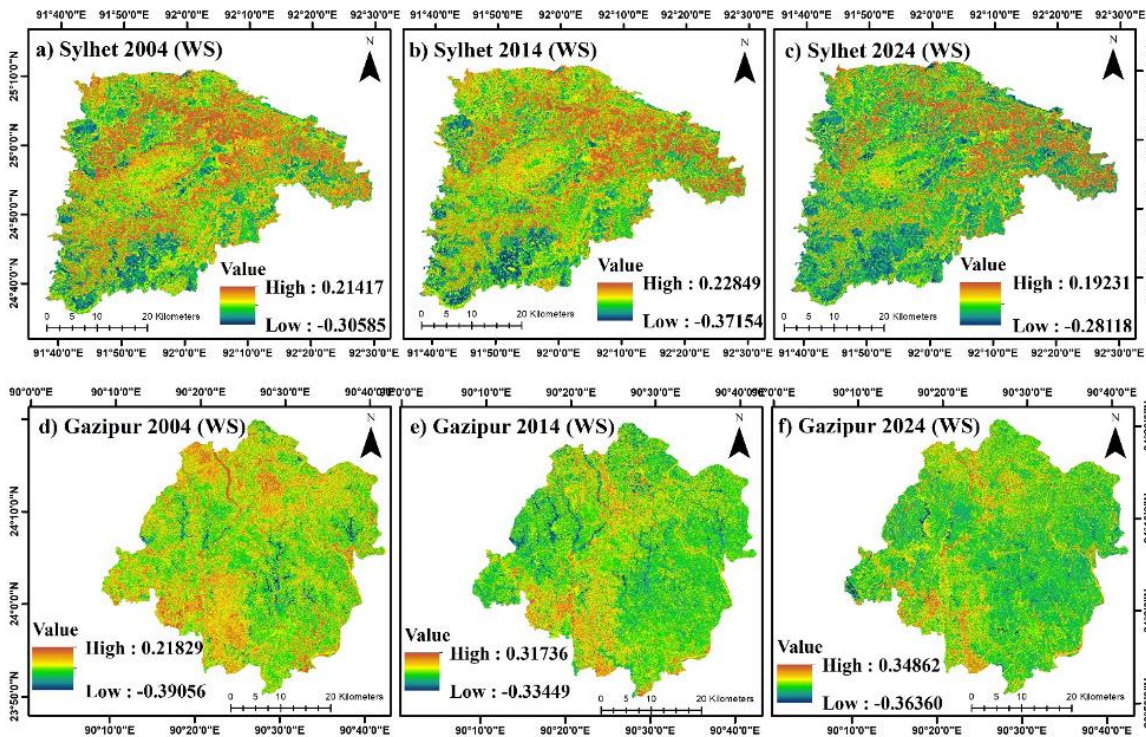 91°40'0"E 91°50'0"E 92°0'0"E 92°10'0"E 92°20'0"E 92°30'0"E 91°40'0"E 91°50'0"E 92°0'0"E 92°10'0"E 92°20'0"E 92°30'0"E 91°40'0"E 91°50'0"E 92°0'0"E 92°10'0"E 92°20'0"E 92°30'0"E
a) Sylhet 2004 (WS)
N
b) Sylhet 2014 (WS)
N
c) Sylhet 2024 (WS)
N
25°10'0"N
25°0'0"N
24°50'0"N
24°40'0"N
Value
High : 0.21417
Low : -0.30585
0 5 10 20 Kilometers
Value
High : 0.22849
Low : -0.37154
0 5 10 20 Kilometers
Value
High : 0.19231
Low : -0.28118
0 5 10 20 Kilometers
91°40'0"E 91°50'0"E 92°0'0"E 92°10'0"E 92°20'0"E 92°30'0"E 91°40'0"E 91°50'0"E 92°0'0"E 92°10'0"E 92°20'0"E 92°30'0"E 91°40'0"E 91°50'0"E 92°0'0"E 92°10'0"E 92°20'0"E 92°30'0"E
90°0'0"E 90°10'0"E 90°20'0"E 90°30'0"E 90°40'0"E 90°10'0"E 90°20'0"E 90°30'0"E 90°40'0"E 90°10'0"E 90°20'0"E 90°30'0"E 90°40'0"E
d) Gazipur 2004 (WS)
N
e) Gazipur 2014 (WS)
N
f) Gazipur 2024 (WS)
N
24°10'0"N
24°0'0"N
23°50'0"N
Value
High : 0.21829
Low : -0.39056
0 5 10 20 Kilometers
Value
High : 0.31736
Low : -0.33449
0 5 10 20 Kilometers
Value
High : 0.34862
Low : -0.36360
0 5 10 20 Kilometers
90°10'0"E 90°20'0"E 90°30'0"E 90°40'0"E 90°10'0"E 90°20'0"E 90°30'0"E 90°40'0"E 90°10'0"E 90°20'0"E 90°30'0"E 90°40'0"E